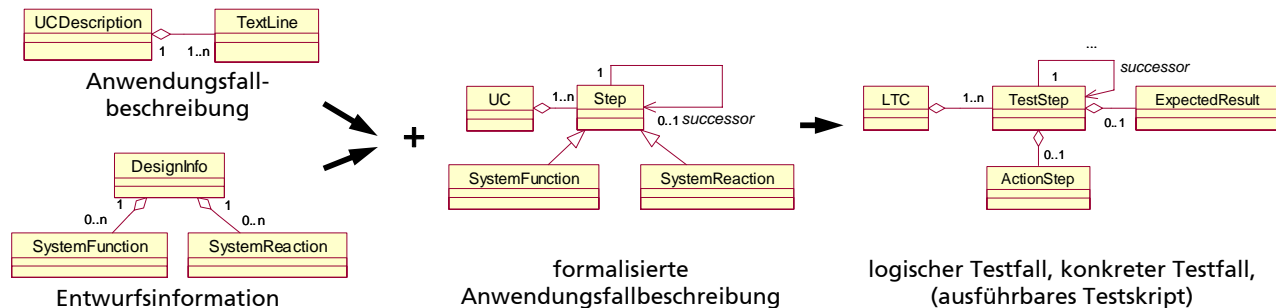 UCDescription
TextLine
1
1..n
Anwendungsfall-
beschreibung
DesignInfo
1
1
0..n
0..n
SystemFunction
SystemReaction
Entwurfsinformation
+
UC
1..n
Step
1
0..1
successor
SystemFunction
SystemReaction
formalisierte
Anwendungsfallbeschreibung
...
successor
1
LTC
1..n
TestStep
0..1
ExpectedResult
0..1
ActionStep
logischer Testfall, konkreter Testfall,
(ausführbares Testskript)